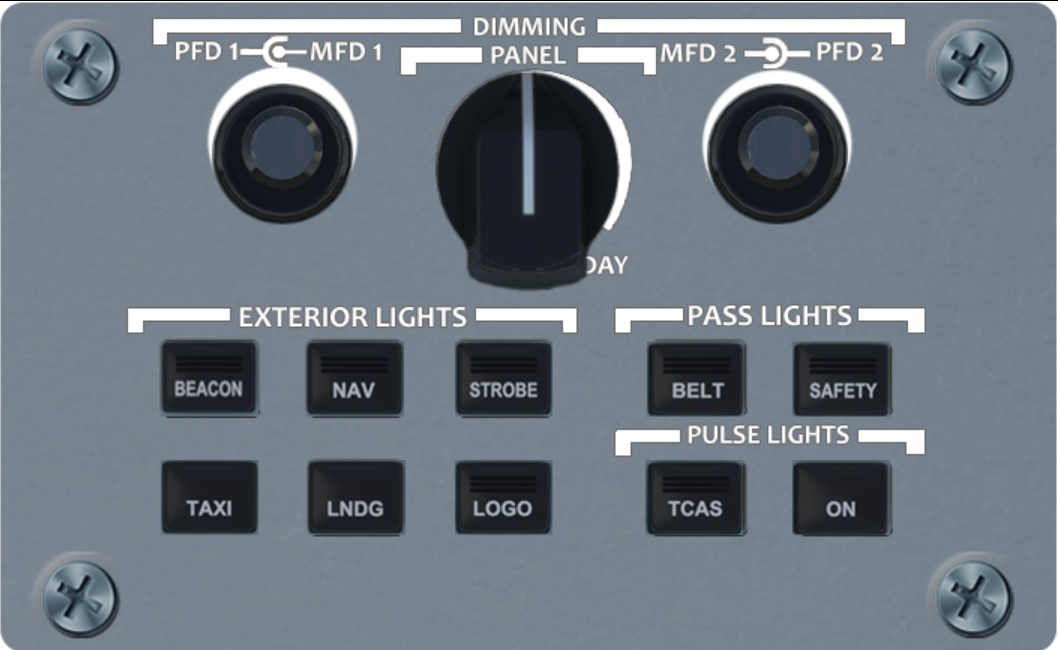 DIMMING
PFD 1 MFD 1
PANEL
MFD 2 PFD 2
DAY
EXTERIOR LIGHTS
PASS LIGHTS
BEACON
NAV
STROBE
BELT
SAFETY
PULSE LIGHTS
TAXI
LNDG
LOGO
TCAS
ON